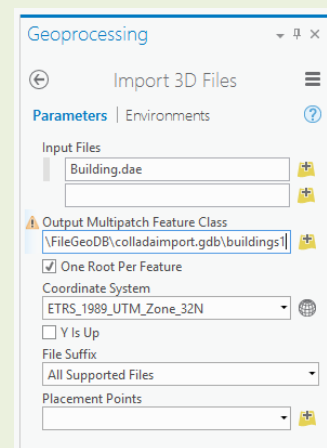 Geoprocessing
Import 3D Files
Parameters | Environments
?
Input Files
Building.dae
Output Multipatch Feature Class
\FileGeoDB\colladaimport.gdb\buildings1
One Root Per Feature
Coordinate System
ETRS_1989_UTM_Zone_32N
Y Is Up
File Suffix
All Supported Files
Placement Points